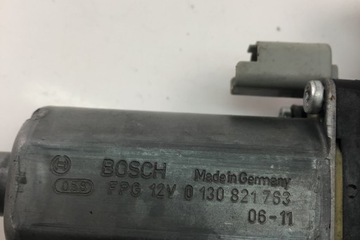 BOSCH Made in Germany
FPG 12V 0 130 821 763
06-11